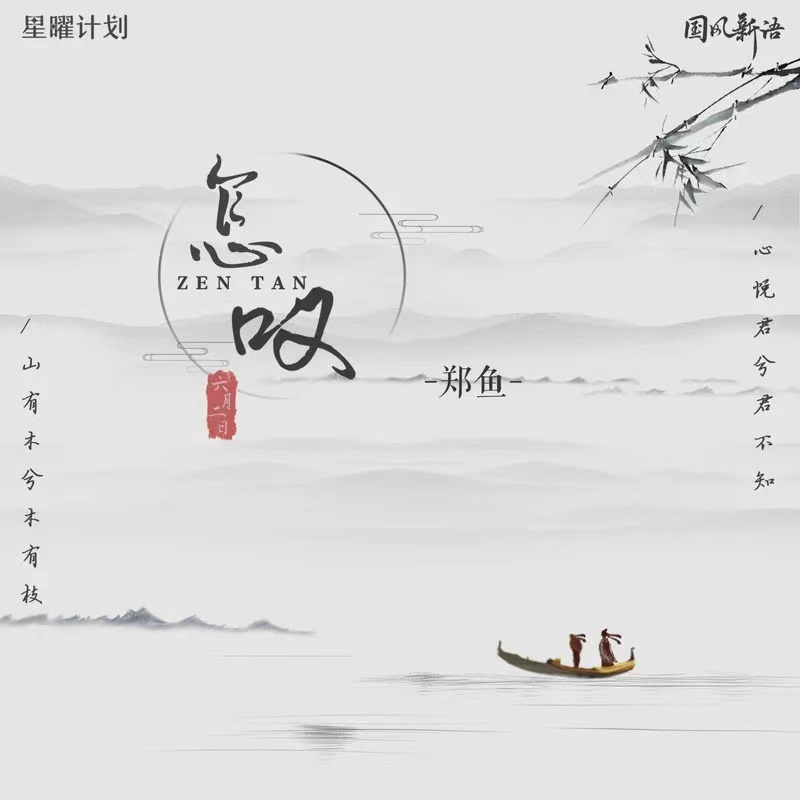 星曜计划
国风新语
怎
ZEN TAN
叹
-郑鱼-
六月二日
/心悦君兮君不知
/山有木兮木有枝